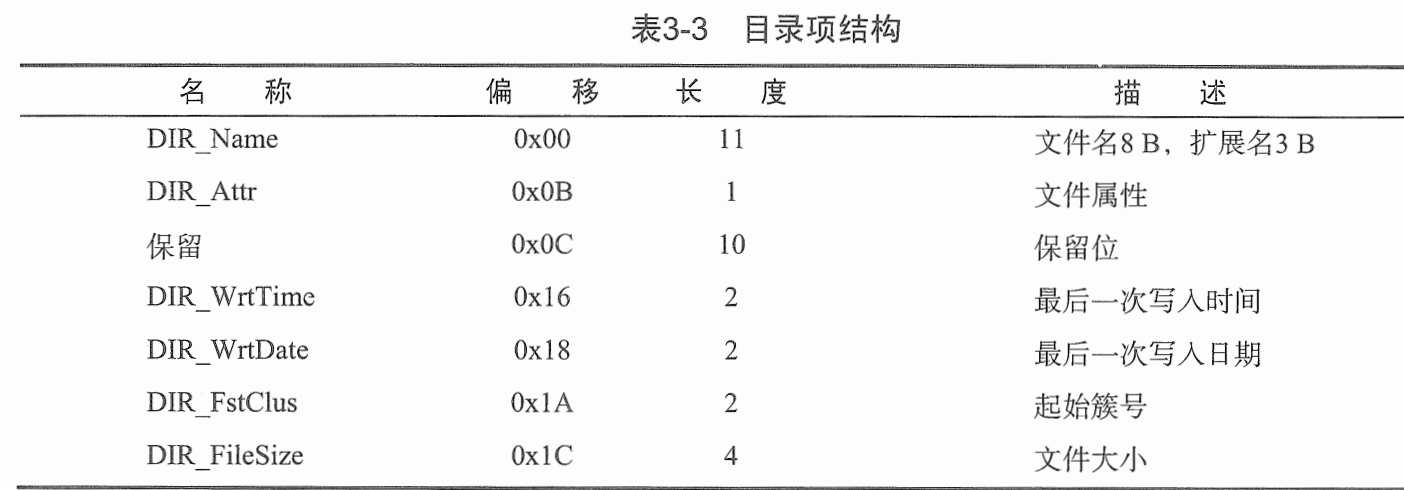 表3-3 目录项结构
名 称 偏 移 长 度 描 述
DIR_Name 0x00 11 文件名8 B，扩展名3 B
DIR_Attr 0x0B 1 文件属性
保留 0x0C 10 保留位
DIR_WrtTime 0x16 2 最后一次写入时间
DIR_WrtDate 0x18 2 最后一次写入日期
DIR_FstClus 0x1A 2 起始簇号
DIR_FileSize 0x1C 4 文件大小